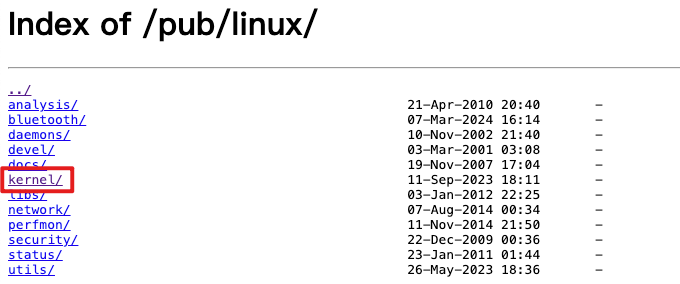 Index of /pub/linux/
../
analysis/ 21-Apr-2010 20:40 -
bluetooth/ 07-Mar-2024 16:14 -
daemons/ 10-Nov-2002 21:40 -
devel/ 03-Mar-2001 03:08 -
docs/ 19-Nov-2007 17:04 -
kernel/ 11-Sep-2023 18:11 -
libs/ 03-Jan-2012 22:25 -
network/ 07-Aug-2014 00:34 -
perfmon/ 11-Nov-2014 21:50 -
security/ 22-Dec-2009 00:36 -
status/ 23-Jan-2011 01:44 -
utils/ 26-May-2023 18:36 -